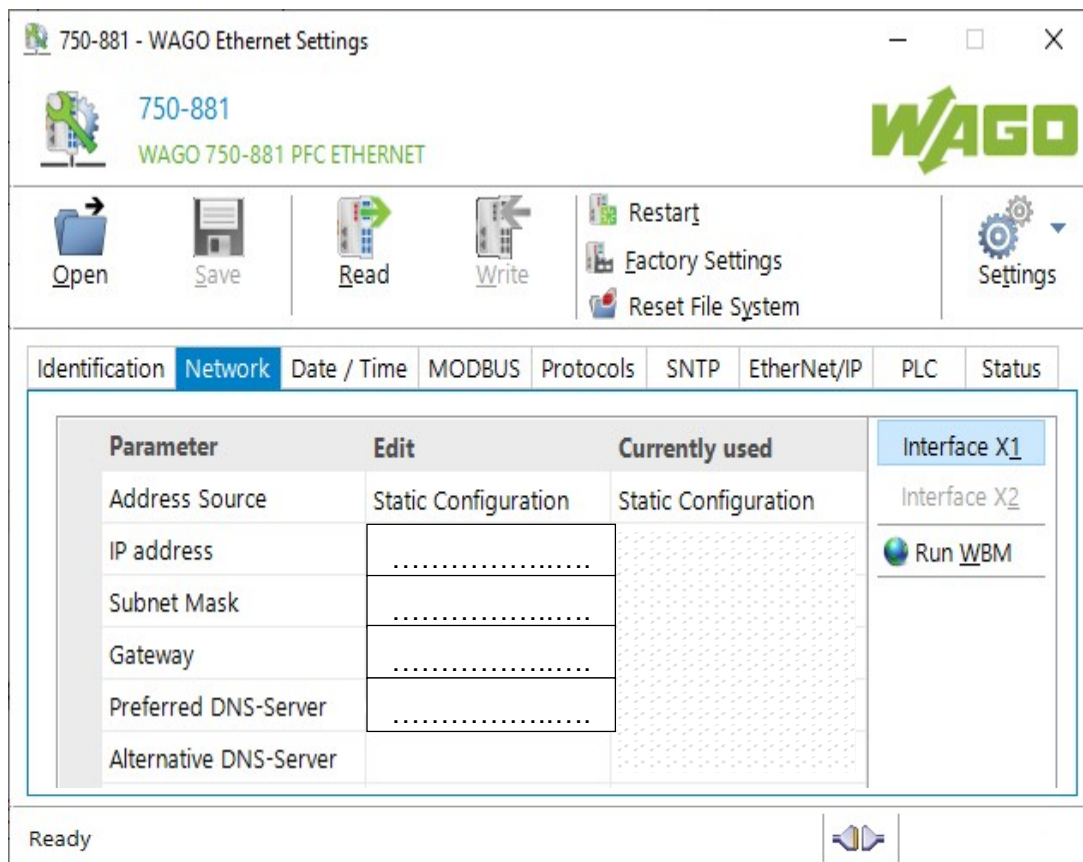 750-881 - WAGO Ethernet Settings
750-881
WAGO 750-881 PFC ETHERNET
WAGO
Open
Save
Read
Write
Restart
Factory Settings
Reset File System
Settings
Identification Network Date / Time MODBUS Protocols SNTP EtherNet/IP PLC Status
Parameter Edit Currently used
Address Source Static Configuration Static Configuration
IP address ......................
Subnet Mask ......................
Gateway ......................
Preferred DNS-Server ......................
Alternative DNS-Server
Interface X1
Interface X2
Run WBM
Ready